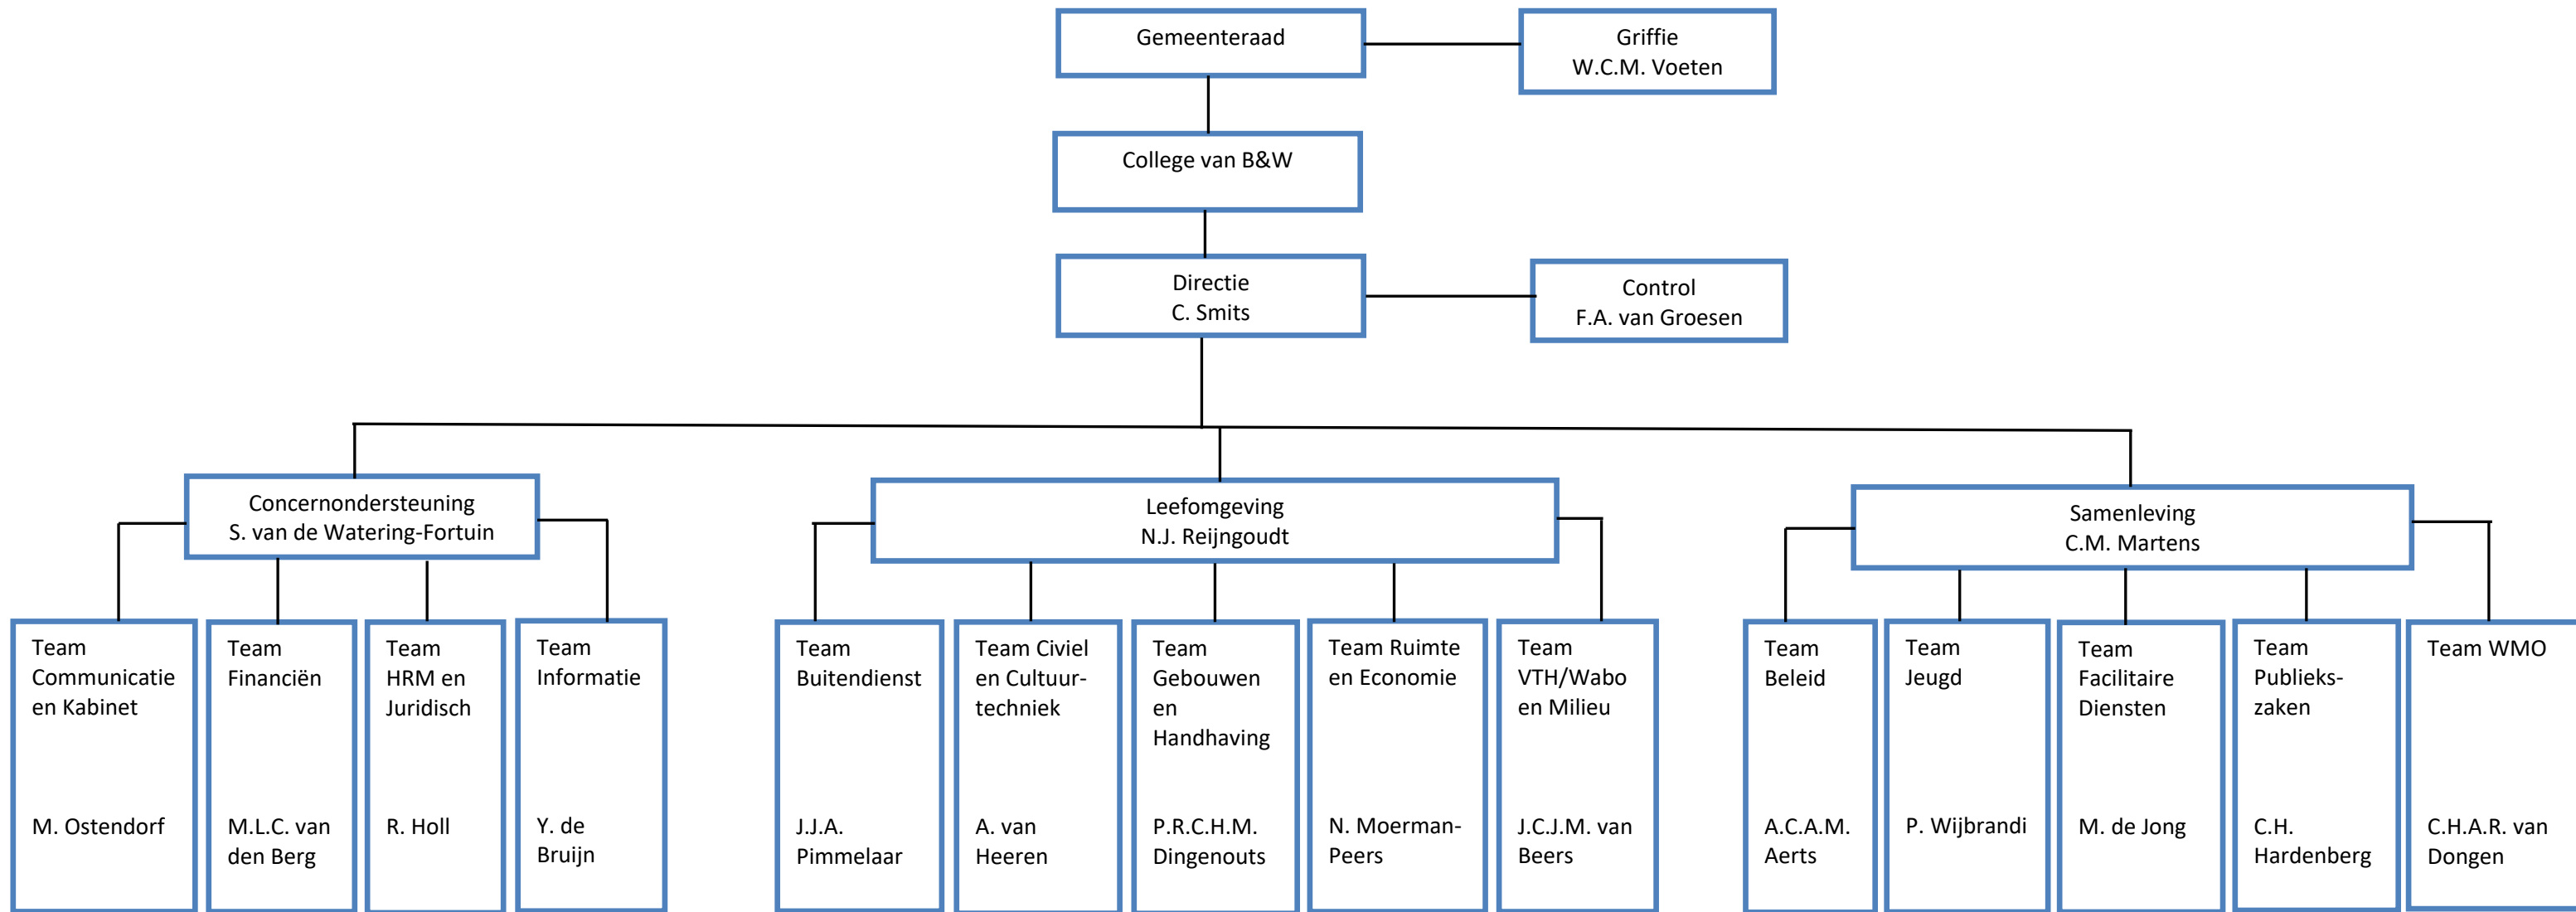 Gemeenteraad
Griffie
W.C.M. Voeten
College van B&W
Directie
C. Smits
Control
F.A. van Groesen
Concernondersteuning
S. van de Watering-Fortuin
Leefomgeving
N.J. Reijngoudt
Samenleving
C.M. Martens
Team
Communicatie
en Kabinet
M. Ostendorf
Team
Financiën
M.L.C. van
den Berg
Team
HRM en
Juridisch
R. Holl
Team
Informatie
Y. de
Bruijn
Team
Buitendienst
J.J.A.
Pimmelaar
Team Civiel
en Cultuur-
techniek
A. van
Heeren
Team
Gebouwen
en
Handhaving
P.R.C.H.M.
Dingenouts
Team Ruimte
en Economie
N. Moerman-
Peers
Team
VTH/Wabo
en Milieu
J.C.J.M. van
Beers
Team
Beleid
A.C.A.M.
Aerts
Team
Jeugd
P. Wijbrandi
Team
Facilitaire
Diensten
M. de Jong
Team
Publieks-
zaken
C.H.
Hardenberg
Team WMO
C.H.A.R. van
Dongen